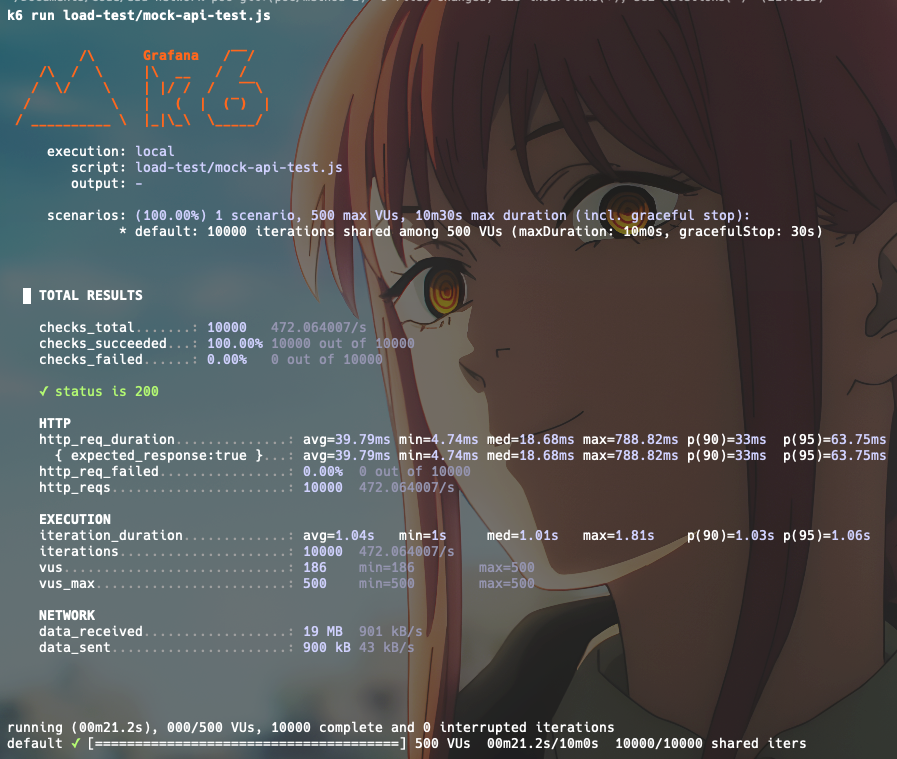 k6 run load-test/mock-api-test.js
Grafana
k6
execution: local
script: load-test/mock-api-test.js
output: -
scenarios: (100.00%) 1 scenario, 500 max VUs, 10m30s max duration (incl. graceful stop):
* default: 10000 iterations shared among 500 VUs (maxDuration: 10m0s, gracefulStop: 30s)
█ TOTAL RESULTS
checks_total.......: 10000   472.064007/s
checks_succeeded...: 100.00% 10000 out of 10000
checks_failed......: 0.00%   0 out of 10000
✓ status is 200
HTTP
http_req_duration..............: avg=39.79ms min=4.74ms med=18.68ms max=788.82ms p(90)=33ms  p(95)=63.75ms
{ expected_response:true }...: avg=39.79ms min=4.74ms med=18.68ms max=788.82ms p(90)=33ms  p(95)=63.75ms
http_req_failed................: 0.00%  0 out of 10000
http_reqs......................: 10000  472.064007/s
EXECUTION
iteration_duration.............: avg=1.04s   min=1s     med=1.01s   max=1.81s    p(90)=1.03s p(95)=1.06s
iterations.....................: 10000  472.064007/s
vus............................: 186    min=186       max=500
vus_max........................: 500    min=500       max=500
NETWORK
data_received..................: 19 MB  901 kB/s
data_sent......................: 900 kB 43 kB/s
running (00m21.2s), 000/500 VUs, 10000 complete and 0 interrupted iterations
default ✓ [======================================] 500 VUs  00m21.2s/10m0s  10000/10000 shared iters